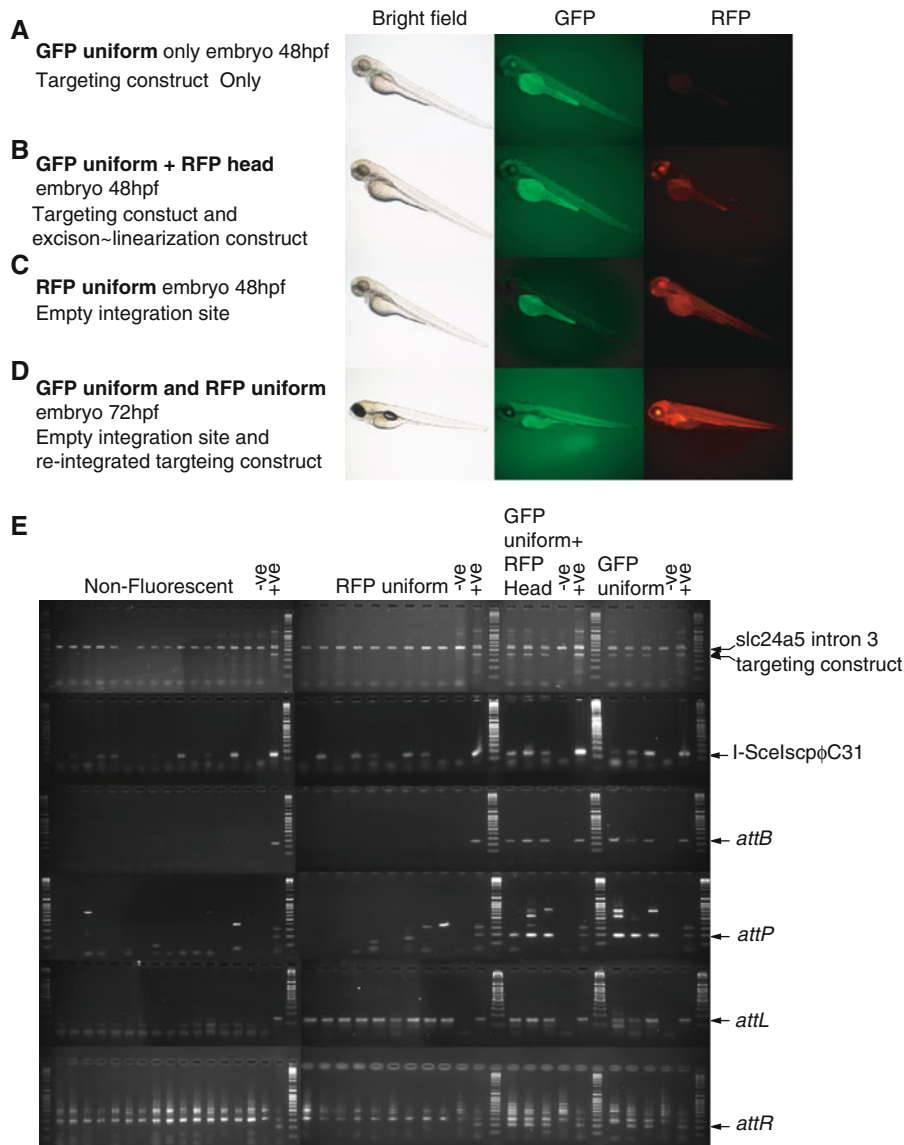 Bright field GFP RFP
A
GFP uniform only embryo 48hpf
Targeting construct Only
B
GFP uniform + RFP head
embryo 48hpf
Targeting constuct and
excison~linearization construct
C
RFP uniform embryo 48hpf
Empty integration site
D
GFP uniform and RFP uniform
embryo 72hpf
Empty integration site and
re-integrated targteing construct
E
Non-Fluorescent -ve +ve
RFP uniform -ve +ve
GFP
uniform+
RFP
Head -ve +ve
GFP
uniform -ve +ve
slc24a5 intron 3
targeting construct
I-SceIscpϕC31
attB
attP
attL
attR